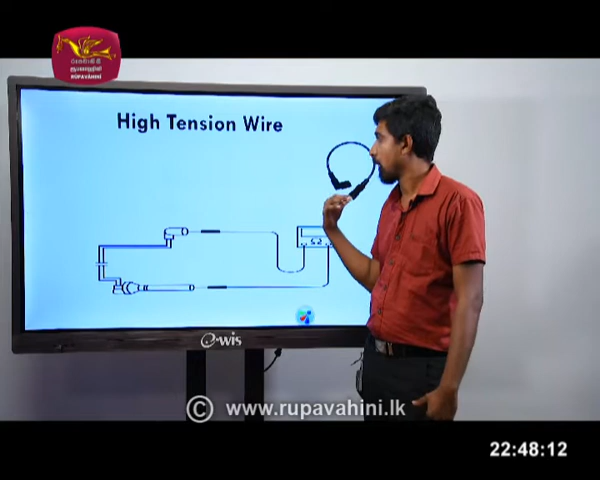 RUPAVAHINI
High Tension Wire
Ω
e-wis
© www.rupavahini.lk
22:48:12